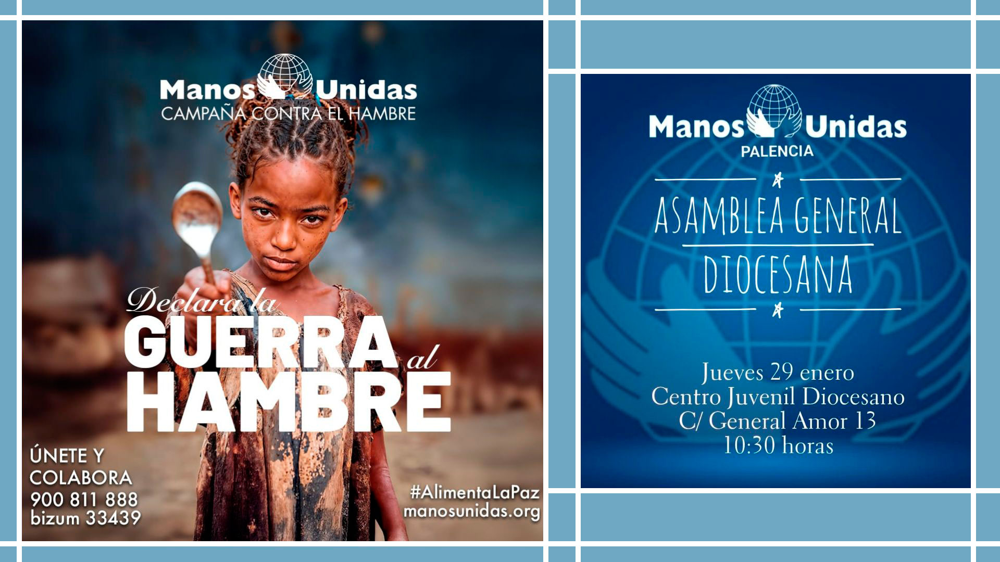 Manos Unidas
CAMPAÑA CONTRA EL HAMBRE
Declara la
GUERRA al
HAMBRE
ÚNETE Y
COLABORA
900 811 888
bizum 33439
#AlimentaLaPaz
manosunidas.org
Manos Unidas
PALENCIA
ASAMBLEA GENERAL
DIOCESANA
Jueves 29 enero
Centro Juvenil Diocesano
C/ General Amor 13
10:30 horas